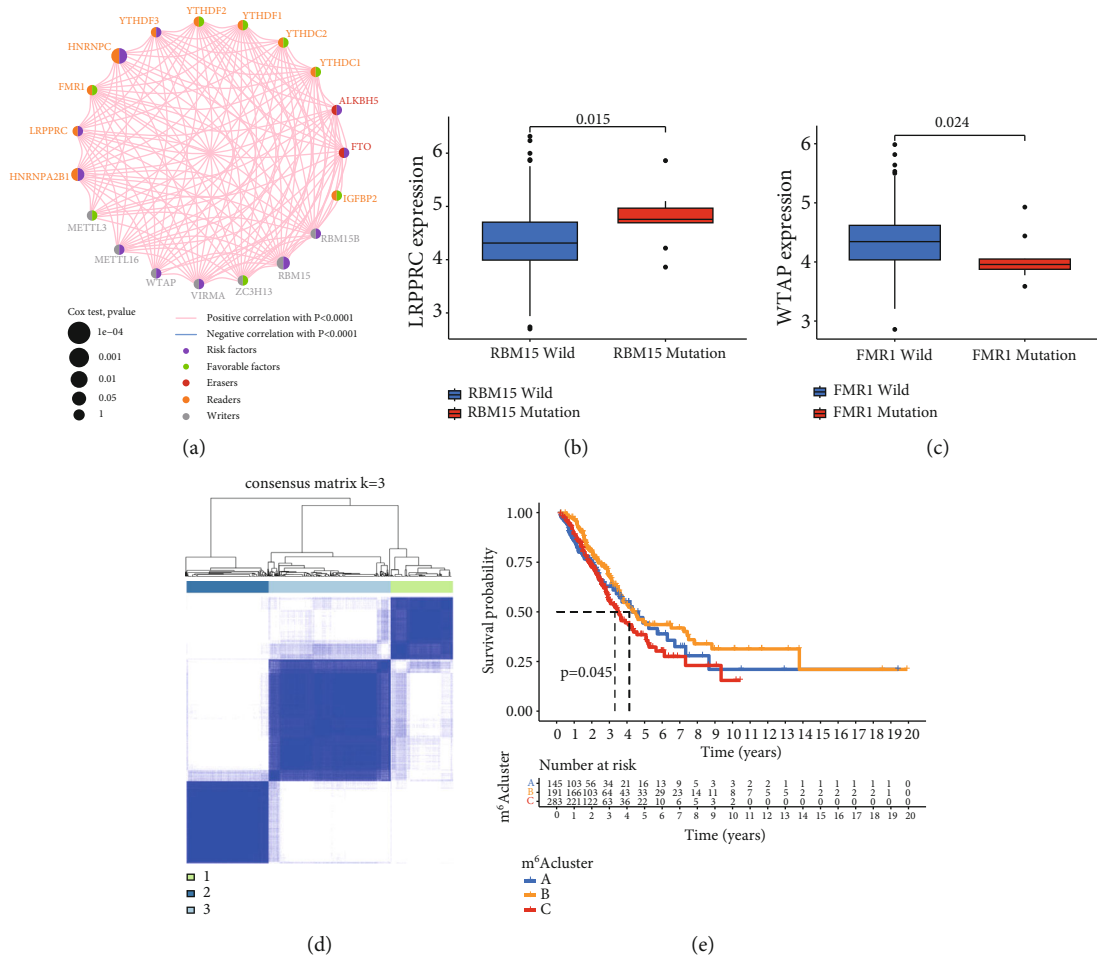 YTHDF2
YTHDF3
YTHDF1
HNRNPC
YTHDC2
YTHDC1
FMR1
ALKBH5
LRPPRC
FTO
HNRNPA2B1
IGFBP2
METTL3
RBM15B
METTL16
RBM15
WTAP
VIRMA
ZC3H13
Cox test, pvalue
1e−04
0.001
0.01
0.05
1
Positive correlation with P<0.0001
Negative correlation with P<0.0001
Risk factors
Favorable factors
Erasers
Readers
Writers
(a)
0.015
LRPPRC expression
6
5
4
3
RBM15 Wild RBM15 Mutation
RBM15 Wild
RBM15 Mutation
(b)
0.024
WTAP expression
6
5
4
3
FMR1 Wild FMR1 Mutation
FMR1 Wild
FMR1 Mutation
(c)
consensus matrix k=3
1
2
3
(d)
Survival probability
1.00
0.75
0.50
0.25
0.00
p=0.045
0 1 2 3 4 5 6 7 8 9 10 11 12 13 14 15 16 17 18 19 20
Time (years)
Number at risk
m⁶Acluster
A 145 103 56 34 21 16 13 9 5 3 3 2 2 1 1 1 1 1 1 1 0
B 191 166 103 64 43 33 29 23 14 11 8 7 5 5 2 2 2 2 2 1 0
C 283 221 122 63 36 22 10 6 5 3 2 0 0 0 0 0 0 0 0 0 0
0 1 2 3 4 5 6 7 8 9 10 11 12 13 14 15 16 17 18 19 20
Time (years)
m⁶Acluster
A
B
C
(e)